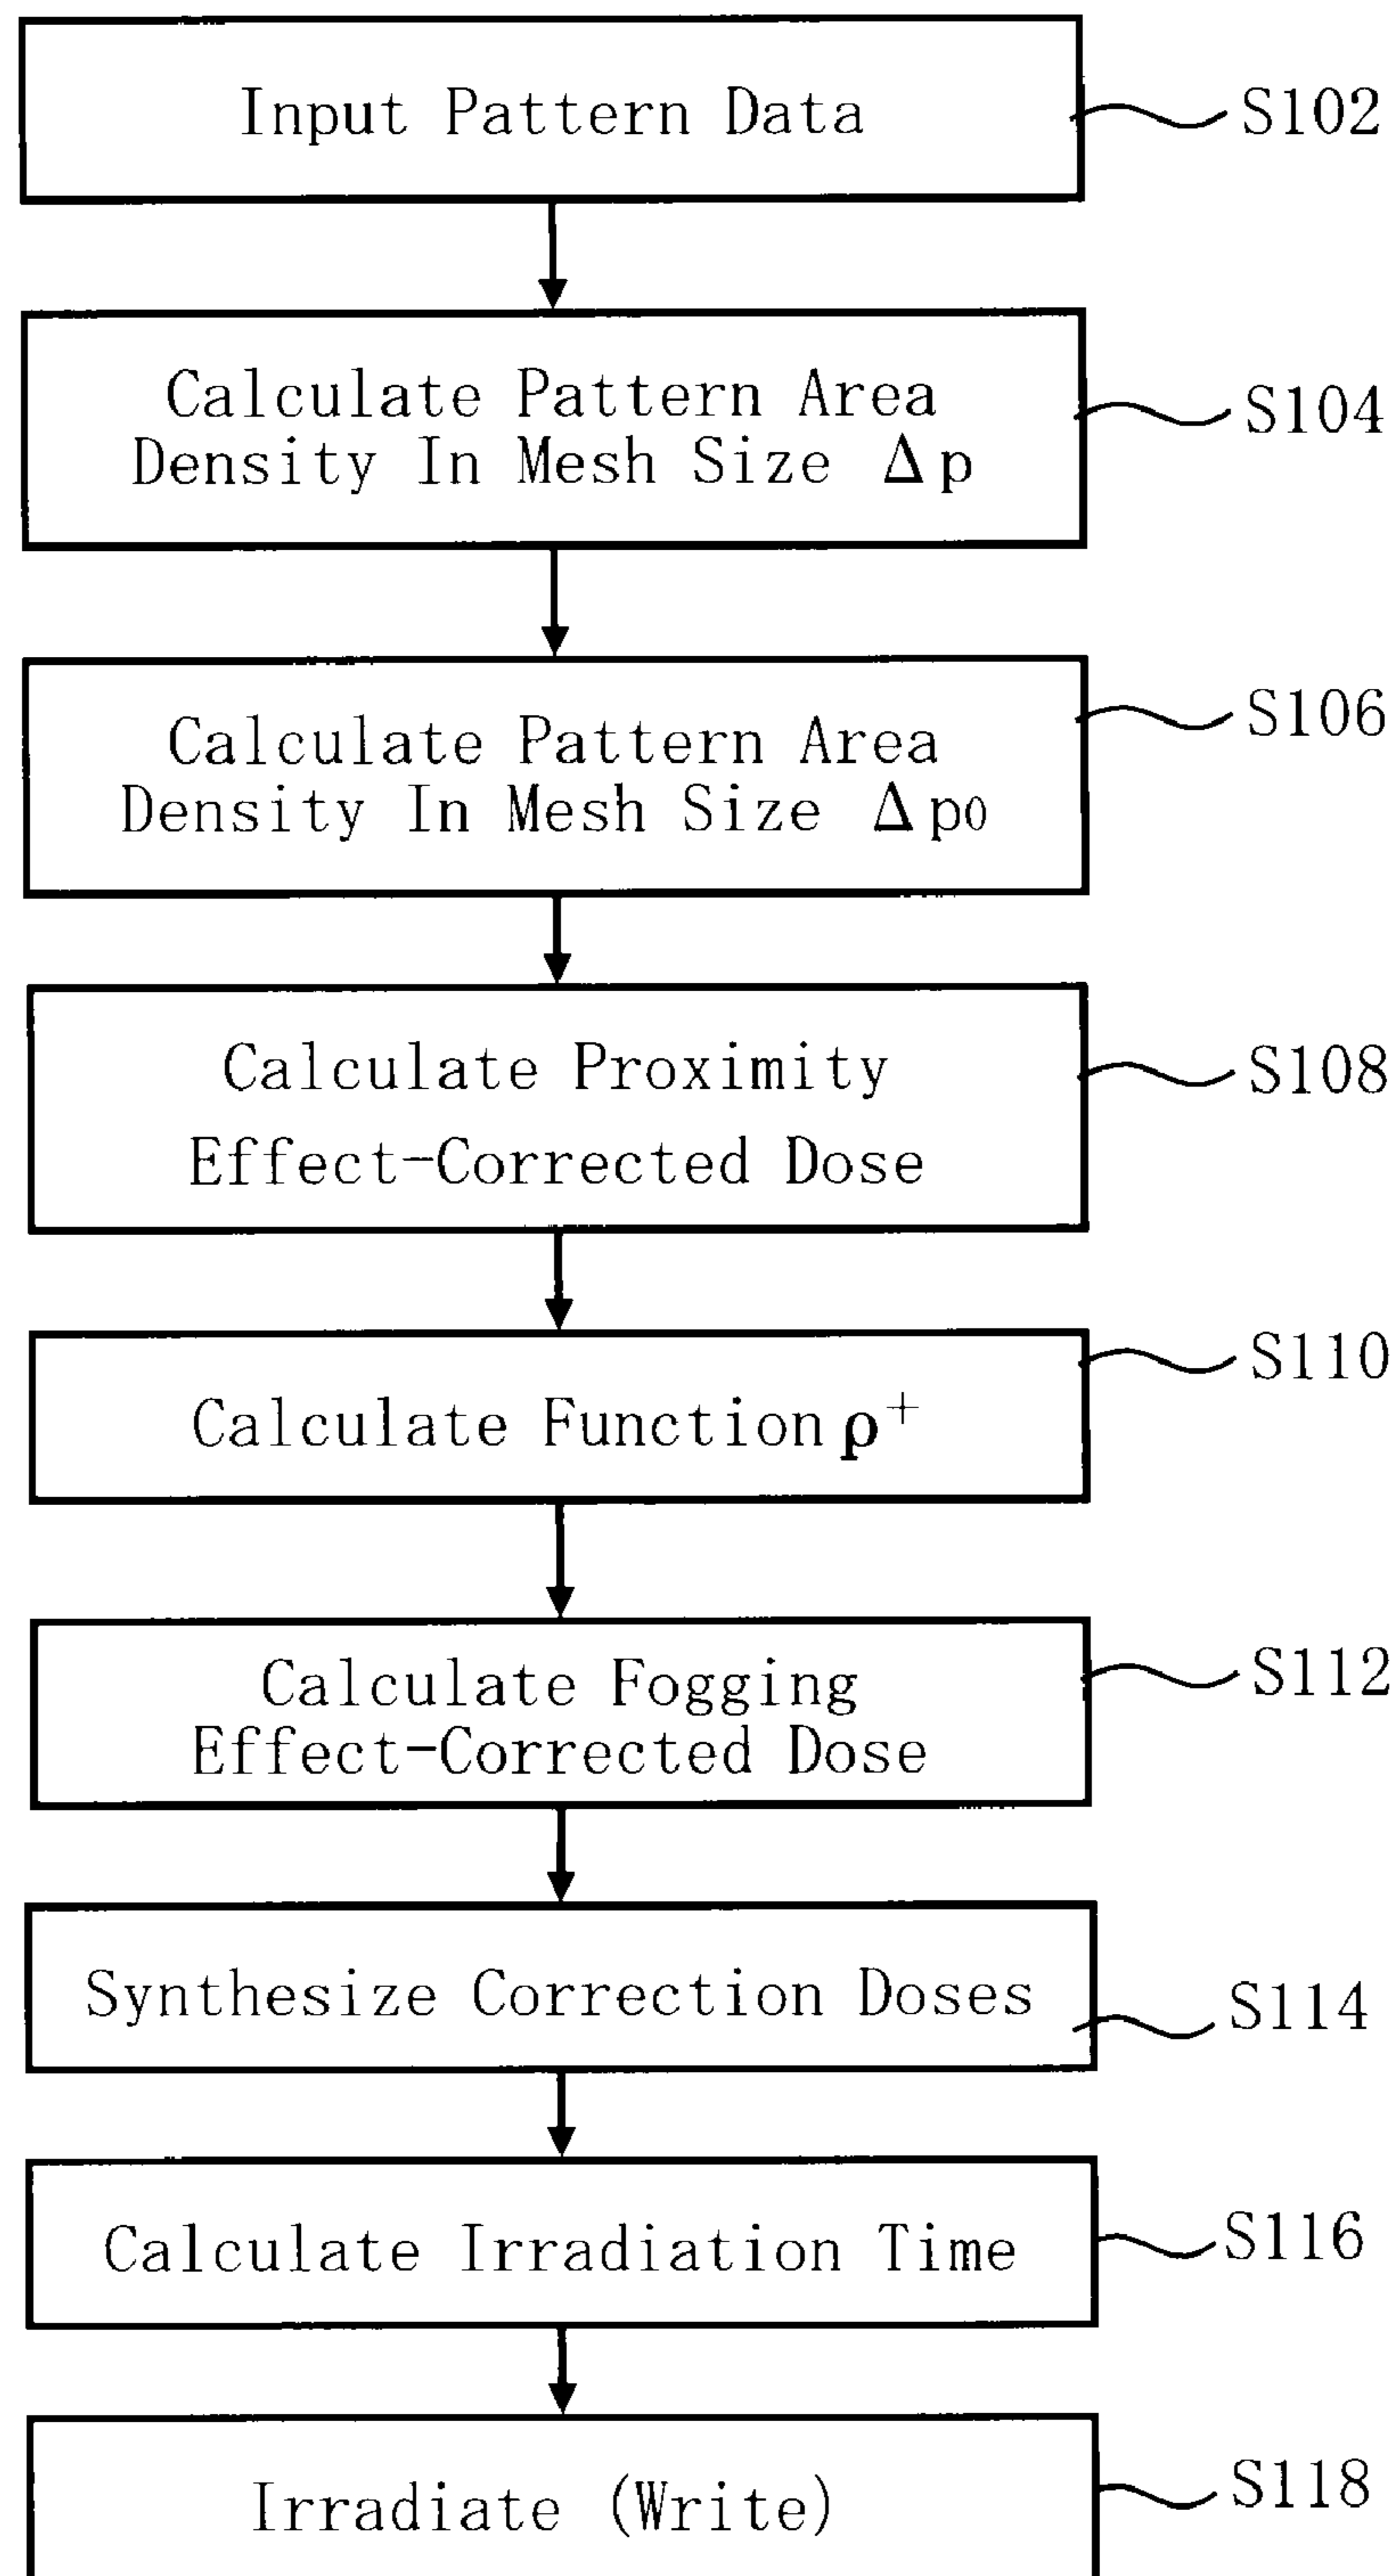 Input Pattern Data
S102
Calculate Pattern Area
Density In Mesh Size Δp
S104
Calculate Pattern Area
Density In Mesh Size Δp0
S106
Calculate Proximity
Effect-Corrected Dose
S108
Calculate Function ρ+
S110
Calculate Fogging
Effect-Corrected Dose
S112
Synthesize Correction Doses
S114
Calculate Irradiation Time
S116
Irradiate (Write)
S118